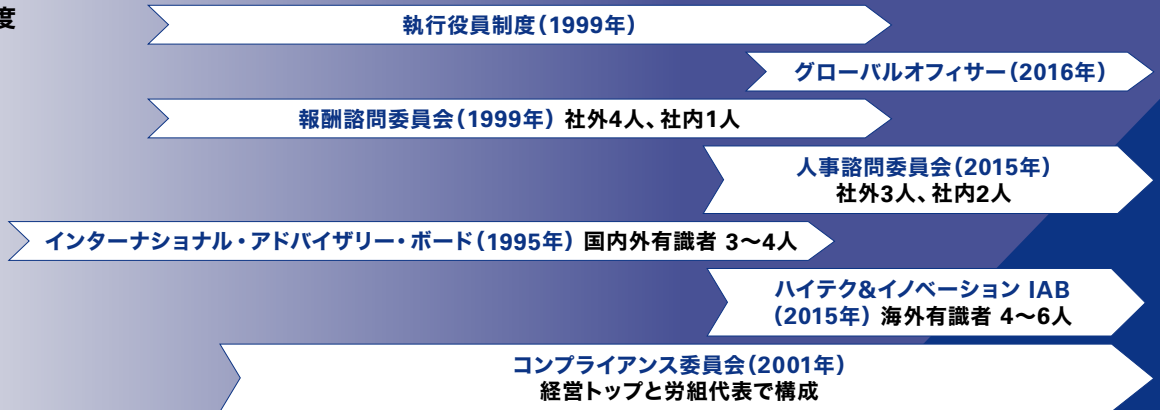 度
執行役員制度(1999年)
グローバルオフィサー(2016年)
報酬諮問委員会(1999年) 社外4人、社内1人
人事諮問委員会(2015年)
社外3人、社内2人
インターナショナル・アドバイザリー・ボード(1995年) 国内外有識者 3〜4人
ハイテク&イノベーション IAB
(2015年) 海外有識者 4〜6人
コンプライアンス委員会(2001年)
経営トップと労組代表で構成